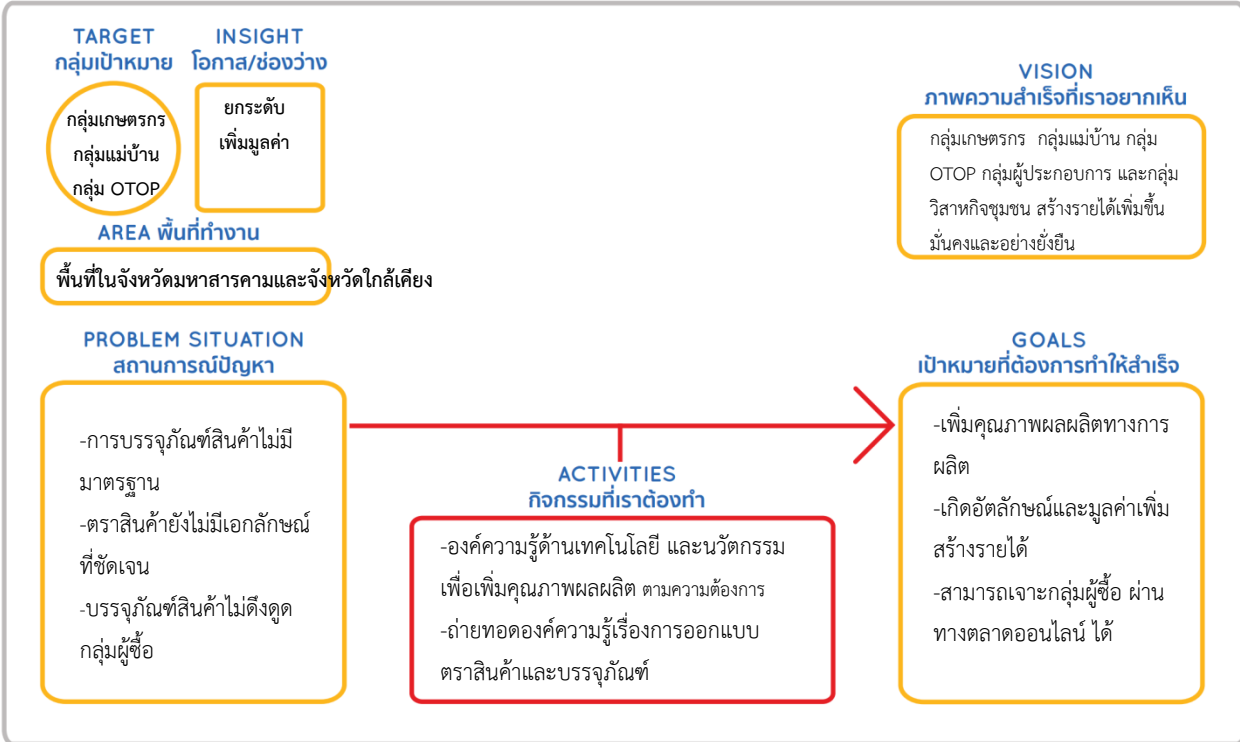 TARGET
กลุ่มเป้าหมาย
กลุ่มเกษตรกร
กลุ่มแม่บ้าน
กลุ่ม OTOP
INSIGHT
โอกาส/ช่องว่าง
ยกระดับ
เพิ่มมูลค่า
VISION
ภาพความสำเร็จที่เราอยากเห็น
กลุ่มเกษตรกร กลุ่มแม่บ้าน กลุ่ม
OTOP กลุ่มผู้ประกอบการ และกลุ่ม
วิสาหกิจชุมชน สร้างรายได้เพิ่มขึ้น
มั่นคงและอย่างยั่งยืน
AREA พื้นที่ทำงาน
พื้นที่ในจังหวัดมหาสารคามและจังหวัดใกล้เคียง
PROBLEM SITUATION
สถานการณ์ปัญหา
-การบรรจุภัณฑ์สินค้าไม่มี
มาตรฐาน
-ตราสินค้ายังไม่มีเอกลักษณ์
ที่ชัดเจน
-บรรจุภัณฑ์สินค้าไม่ดึงดูด
กลุ่มผู้ซื้อ
ACTIVITIES
กิจกรรมที่เราต้องทำ
-องค์ความรู้ด้านเทคโนโลยี และนวัตกรรม
เพื่อเพิ่มคุณภาพผลผลิต ตามความต้องการ
-ถ่ายทอดองค์ความรู้เรื่องการออกแบบ
ตราสินค้าและบรรจุภัณฑ์
GOALS
เป้าหมายที่ต้องการทำให้สำเร็จ
-เพิ่มคุณภาพผลผลิตทางการ
ผลิต
-เกิดอัตลักษณ์และมูลค่าเพิ่ม
สร้างรายได้
-สามารถเจาะกลุ่มผู้ซื้อ ผ่าน
ทางตลาดออนไลน์ ได้